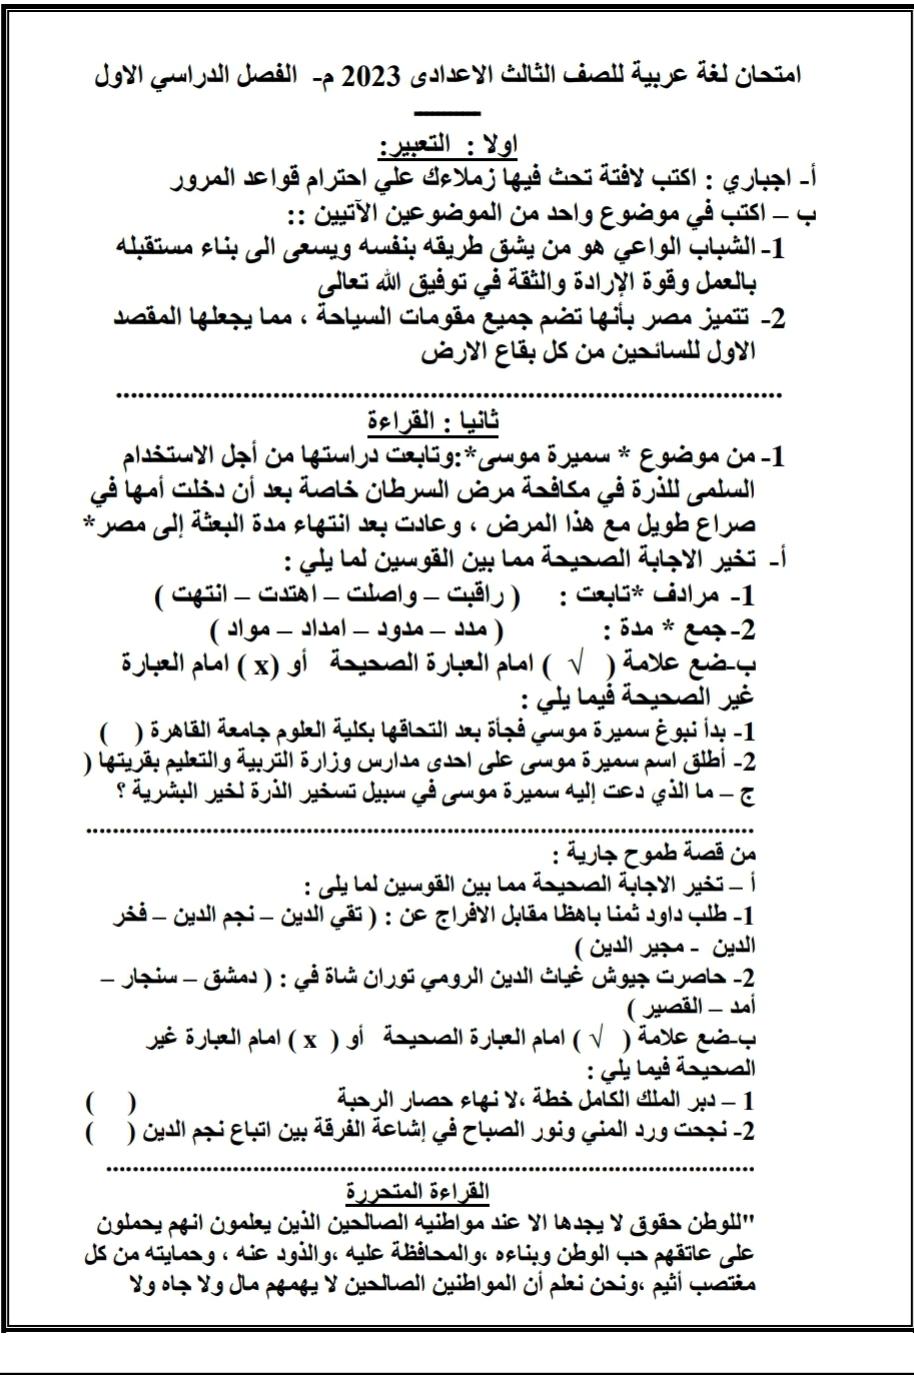 امتحان لغة عربية للصف الثالث الاعدادى 2023 م- الفصل الدراسي الاول
اولا : التعبير:
أ- اجباري : اكتب لافتة تحث فيها زملاءك علي احترام قواعد المرور
ب – اكتب في موضوع واحد من الموضوعين الآتيين ::
1- الشباب الواعي هو من يشق طريقه بنفسه ويسعى الى بناء مستقبله
بالعمل وقوة الإرادة والثقة في توفيق الله تعالى
2- تتميز مصر بأنها تضم جميع مقومات السياحة ، مما يجعلها المقصد
الاول للسائحين من كل بقاع الارض
................................................................................
ثانيا : القراءة
1- من موضوع * سميرة موسى*:وتابعت دراستها من أجل الاستخدام
السلمى للذرة في مكافحة مرض السرطان خاصة بعد أن دخلت أمها في
صراع طويل مع هذا المرض ، وعادت بعد انتهاء مدة البعثة إلى مصر*
أ- تخير الاجابة الصحيحة مما بين القوسين لما يلي :
1- مرادف *تابعت : ( راقبت – واصلت – اهتدت – انتهت )
2- جمع * مدة : ( مدد – مدود – امداد – مواد )
ب-ضع علامة ( √ ) امام العبارة الصحيحة أو (x ) امام العبارة
غير الصحيحة فيما يلي :
1- بدأ نبوغ سميرة موسي فجأة بعد التحاقها بكلية العلوم جامعة القاهرة ( )
2- أطلق اسم سميرة موسى على احدى مدارس وزارة التربية والتعليم بقريتها (
ج – ما الذي دعت إليه سميرة موسى في سبيل تسخير الذرة لخير البشرية ؟
................................................................................
من قصة طموح جارية :
أ – تخير الاجابة الصحيحة مما بين القوسين لما يلى :
1- طلب داود ثمنا باهظا مقابل الافراج عن : ( تقي الدين – نجم الدين – فخر
الدين - مجير الدين )
2- حاصرت جيوش غياث الدين الرومي توران شاة في : ( دمشق – سنجار –
أمد – القصير )
ب-ضع علامة ( √ ) امام العبارة الصحيحة أو ( x ) امام العبارة غير
الصحيحة فيما يلي :
1 – دبر الملك الكامل خطة ،لا نهاء حصار الرحبة ( )
2- نجحت ورد المني ونور الصباح في إشاعة الفرقة بين اتباع نجم الدين ( )
................................................................................
القراءة المتحررة
"للوطن حقوق لا يجدها الا عند مواطنيه الصالحين الذين يعلمون انهم يحملون
على عاتقهم حب الوطن وبناءه ،والمحافظة عليه ،والذود عنه ، وحمايته من كل
مغتصب أثيم ،ونحن نعلم أن المواطنين الصالحين لا يهمهم مال ولا جاه ولا